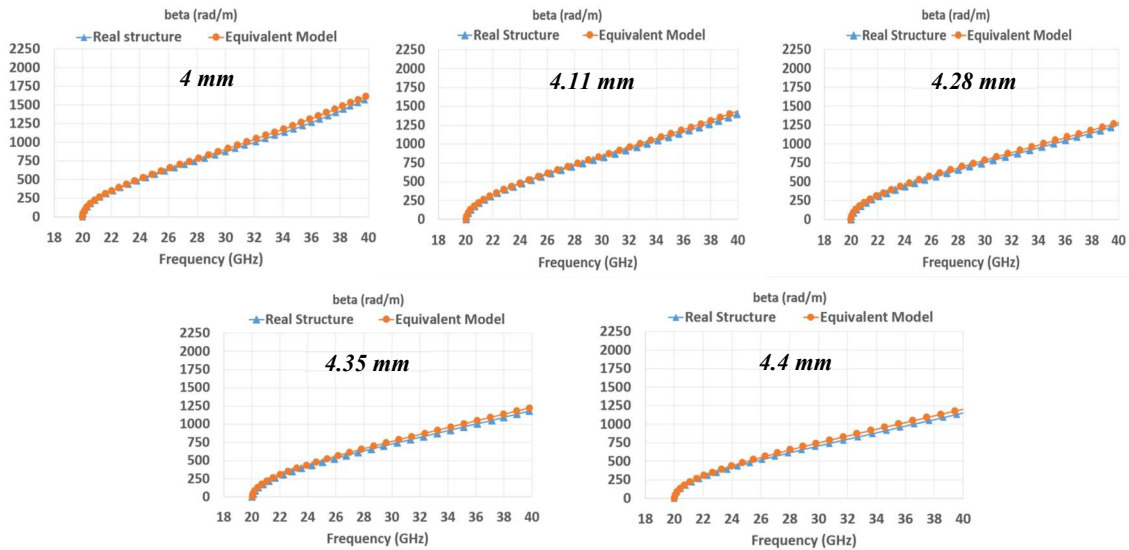 beta (rad/m)
Real structure Equivalent Model
2250
2000
1750
1500
1250
1000
750
500
250
0
4 mm
18 20 22 24 26 28 30 32 34 36 38 40
Frequency (GHz)
beta (rad/m)
Real structure Equivalent Model
2250
2000
1750
1500
1250
1000
750
500
250
0
4.11 mm
18 20 22 24 26 28 30 32 34 36 38 40
Frequency (GHz)
beta (rad/m)
Real Structure Equivalent Model
2250
2000
1750
1500
1250
1000
750
500
250
0
4.28 mm
18 20 22 24 26 28 30 32 34 36 38 40
Frequency (GHz)
beta (rad/m)
Real Structure Equivalent Model
2250
2000
1750
1500
1250
1000
750
500
250
0
4.35 mm
18 20 22 24 26 28 30 32 34 36 38 40
Frequency (GHz)
beta (rad/m)
Real Structure Equivalent Model
2250
2000
1750
1500
1250
1000
750
500
250
0
4.4 mm
18 20 22 24 26 28 30 32 34 36 38 40
Frequency (GHz)